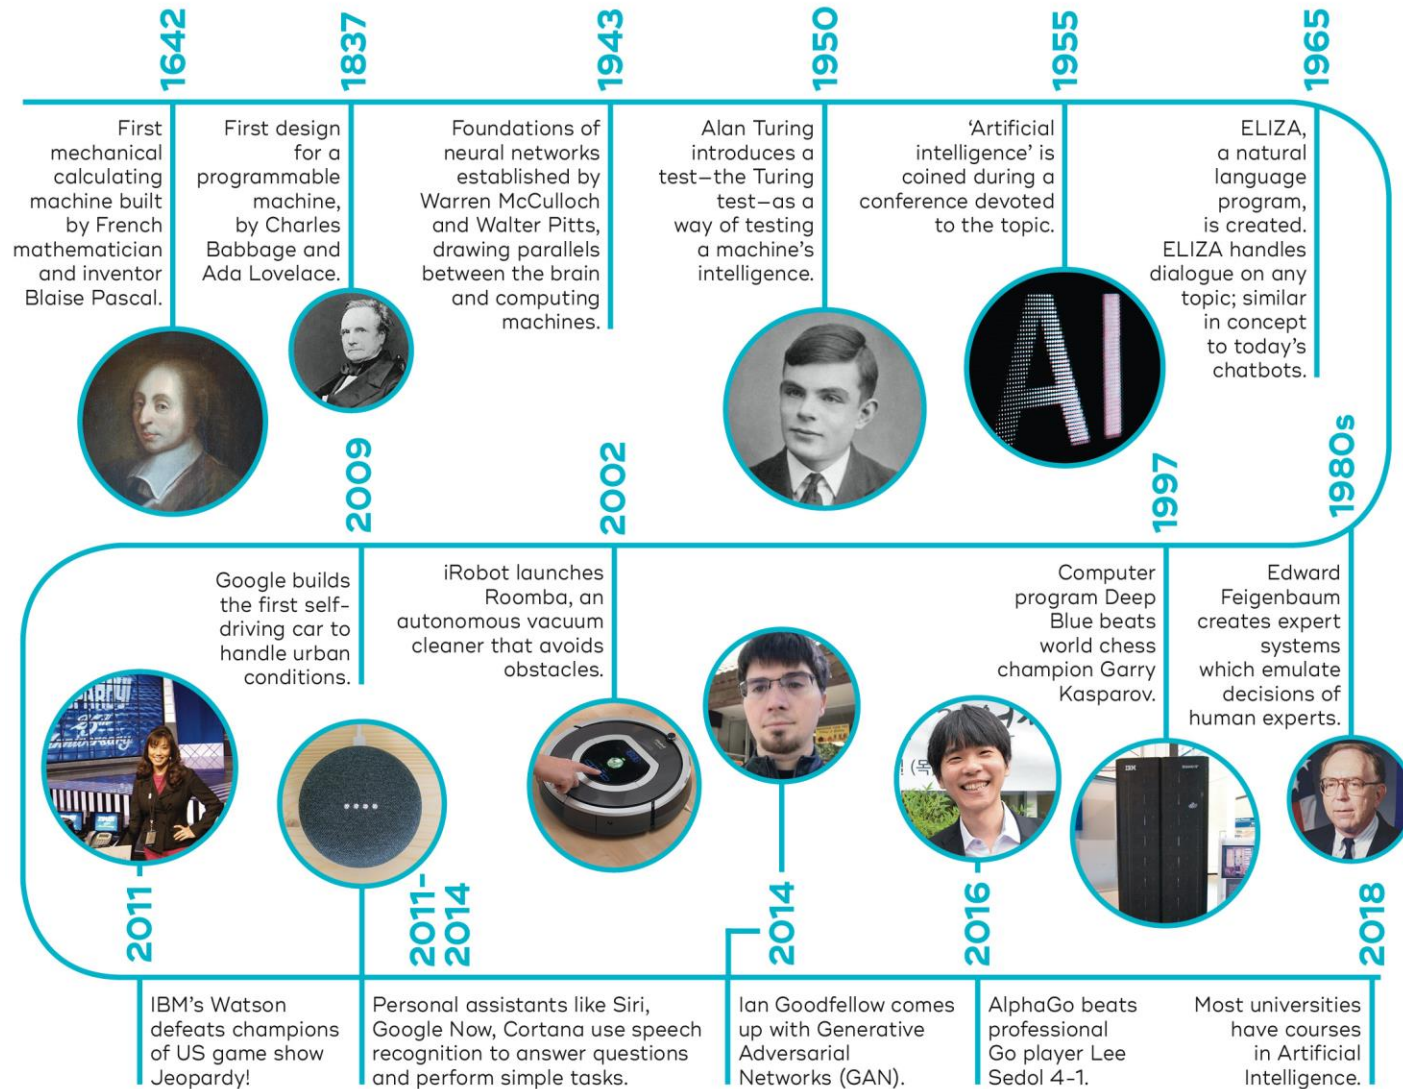 1642
First
mechanical
calculating
machine built
by French
mathematician
and inventor
Blaise Pascal.
1837
First design
for a
programmable
machine,
by Charles
Babbage and
Ada Lovelace.
1943
Foundations of
neural networks
established by
Warren McCulloch
and Walter Pitts,
drawing parallels
between the brain
and computing
machines.
1950
Alan Turing
introduces a
test—the Turing
test—as a
way of testing
a machine's
intelligence.
1955
‘Artificial
intelligence’ is
coined during a
conference devoted
to the topic.
AI
1965
ELIZA,
a natural
language
program,
is created.
ELIZA handles
dialogue on any
topic; similar
in concept
to today's
chatbots.
1980s
Edward
Feigenbaum
creates expert
systems
which emulate
decisions of
human experts.
1997
Computer
program Deep
Blue beats
world chess
champion Garry
Kasparov.
IBM
2002
iRobot launches
Roomba, an
autonomous vacuum
cleaner that avoids
obstacles.
2009
Google builds
the first self-
driving car to
handle urban
conditions.
2011
IBM's Watson
defeats champions
of US game show
Jeopardy!
2011-
2014
Personal assistants like Siri,
Google Now, Cortana use speech
recognition to answer questions
and perform simple tasks.
2014
Ian Goodfellow comes
up with Generative
Adversarial
Networks (GAN).
2016
AlphaGo beats
professional
Go player Lee
Sedol 4-1.
2018
Most universities
have courses
in Artificial
Intelligence.